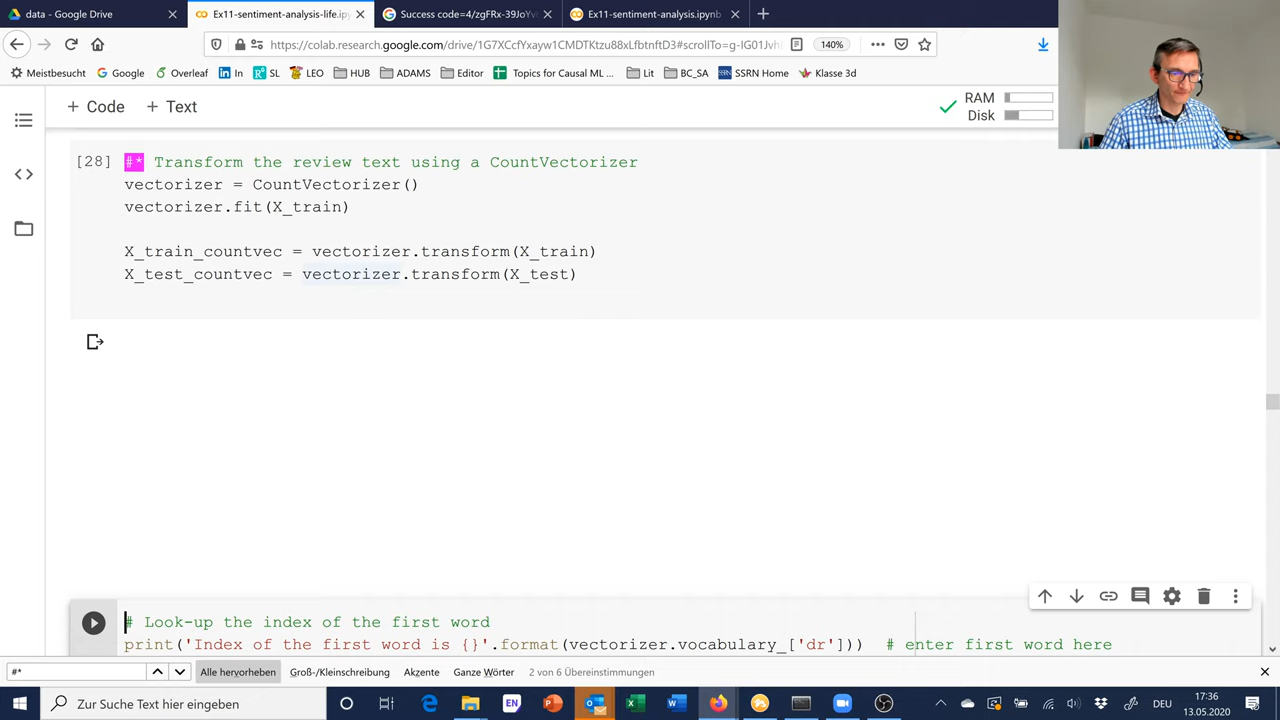 data - Google Drive
Ex11-sentiment-analysis-life.ipy
Success code=4/zgFRx-39JoYv
Ex11-sentiment-analysis.ipynb
https://colab.research.google.com/drive/1G7XCcfYxayw1CMDTKtzu88xLfbtnftD3#scrollTo=g-IG01Jvh
140%
Meistbesucht
Google
Overleaf
In
SL
LEO
HUB
ADAMS
Editor
Topics for Causal ML ...
Lit
BC_SA
SSRN Home
Klasse 3d
+ Code + Text
RAM
Disk
[28] #* Transform the review text using a CountVectorizer
vectorizer = CountVectorizer()
vectorizer.fit(X_train)
X_train_countvec = vectorizer.transform(X_train)
X_test_countvec = vectorizer.transform(X_test)
# Look-up the index of the first word
print('Index of the first word is {}'.format(vectorizer.vocabulary_['dr'])) # enter first word here
#*
Alle hervorheben
Groß-/Kleinschreibung
Akzente
Ganze Wörter
2 von 6 Übereinstimmungen
Zur Suche Text hier eingeben
EN
DEU
17:36
13.05.2020